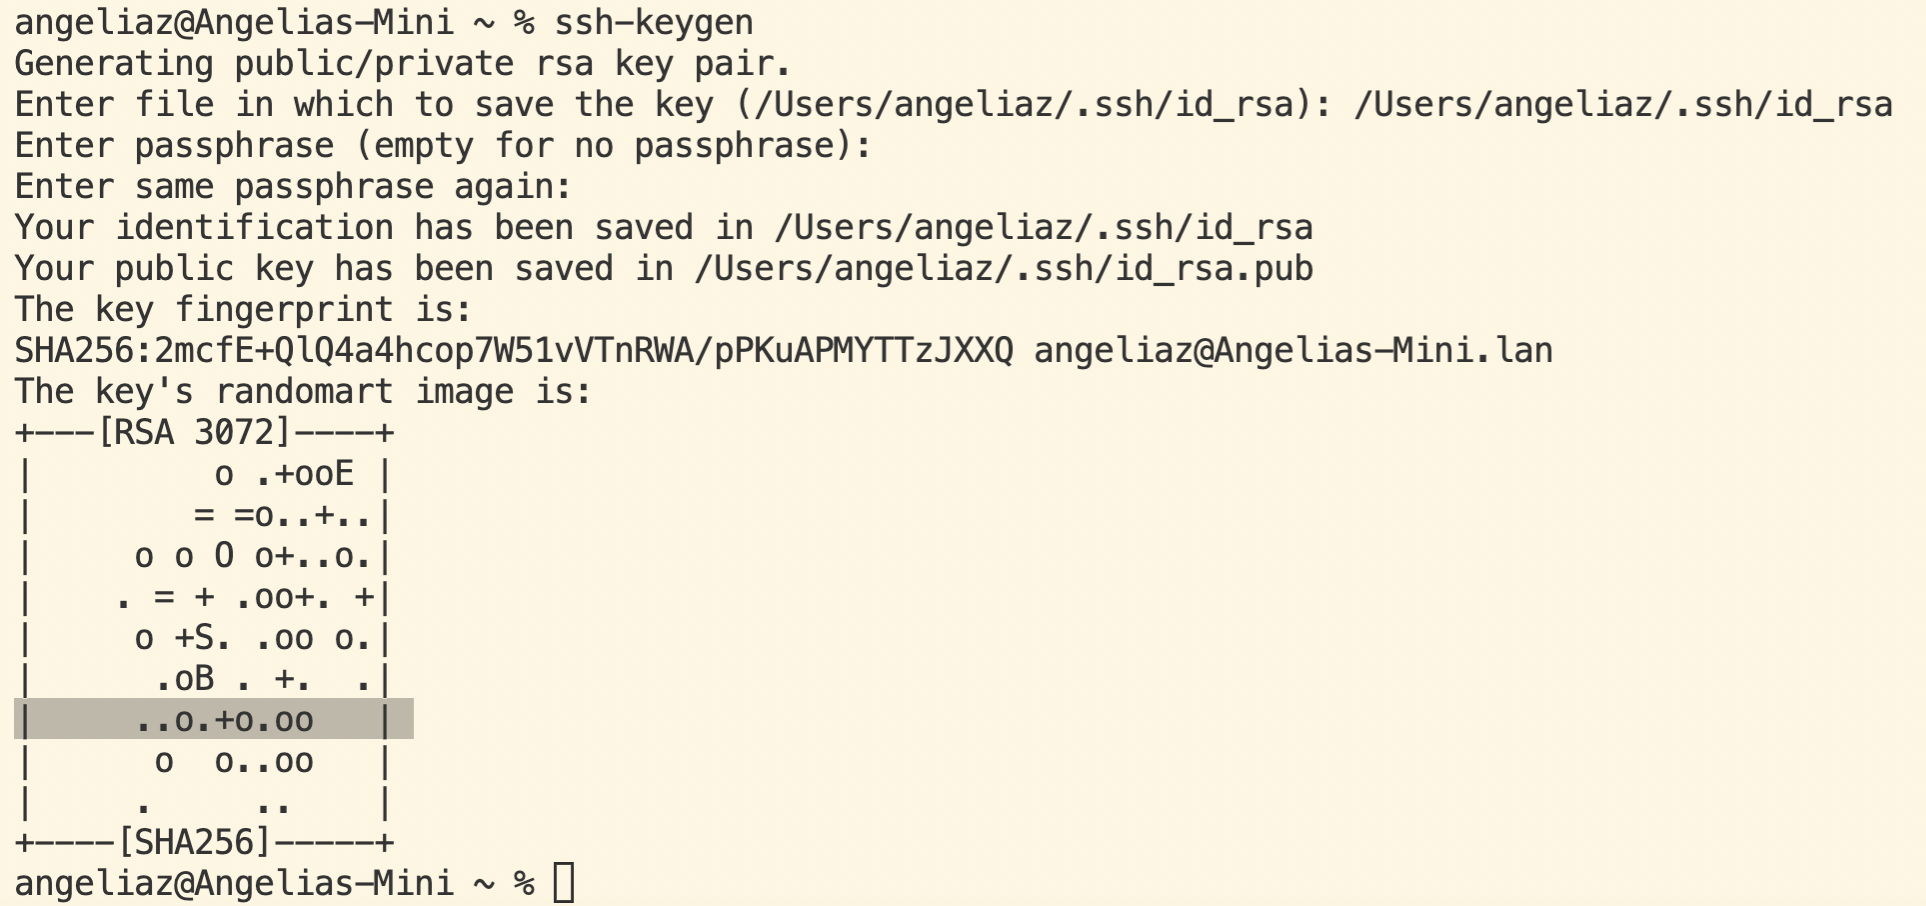 angeliaz@Angelias-Mini ~ % ssh-keygen
Generating public/private rsa key pair.
Enter file in which to save the key (/Users/angeliaz/.ssh/id_rsa): /Users/angeliaz/.ssh/id_rsa
Enter passphrase (empty for no passphrase):
Enter same passphrase again:
Your identification has been saved in /Users/angeliaz/.ssh/id_rsa
Your public key has been saved in /Users/angeliaz/.ssh/id_rsa.pub
The key fingerprint is:
SHA256:2mcfE+QlQ4a4hcop7W51vVTnRWA/pPKuAPMYTTzJXXQ angeliaz@Angelias-Mini.lan
The key's randomart image is:
+---[RSA 3072]----+
|         o .+ooE |
|        = =o..+..|
|     o o O o+..o.|
|    . = + .oo+. +|
|     o +S. .oo o.|
|      .oB . +.  .|
|     ..o.+o.oo   |
|      o  o..oo   |
|     .     ..    |
+----[SHA256]-----+
angeliaz@Angelias-Mini ~ %